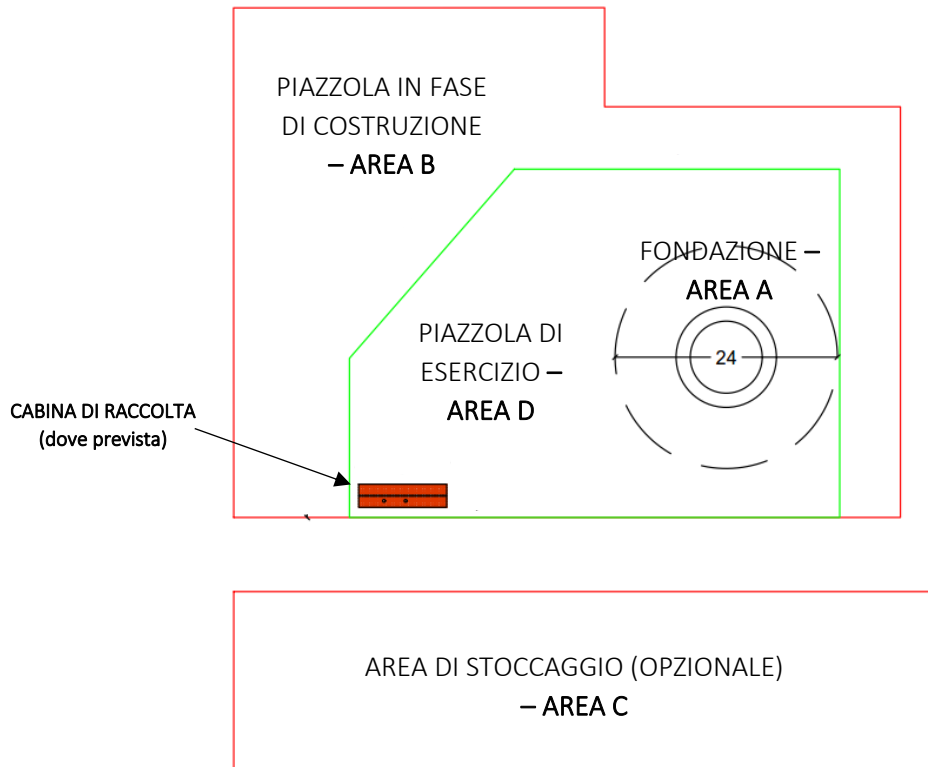 PIAZZOLA IN FASE
DI COSTRUZIONE
– AREA B
FONDAZIONE –
AREA A
24
PIAZZOLA DI
ESERCIZIO –
AREA D
CABINA DI RACCOLTA
(dove prevista)
AREA DI STOCCAGGIO (OPZIONALE)
– AREA C